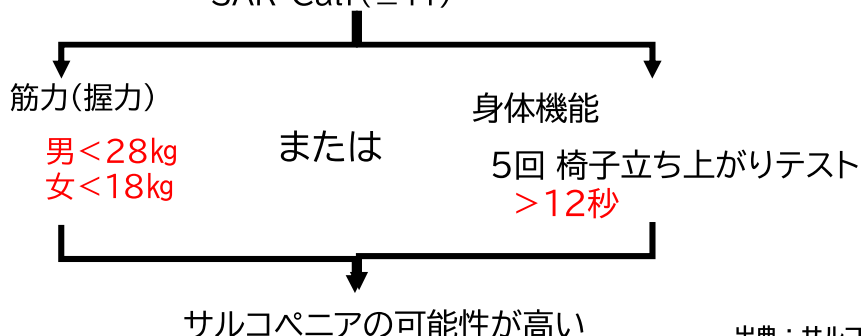 筋力(握力)
男＜28kg
女＜18kg
または
身体機能
5回 椅子立ち上がりテスト
＞12秒
サルコペニアの可能性が高い